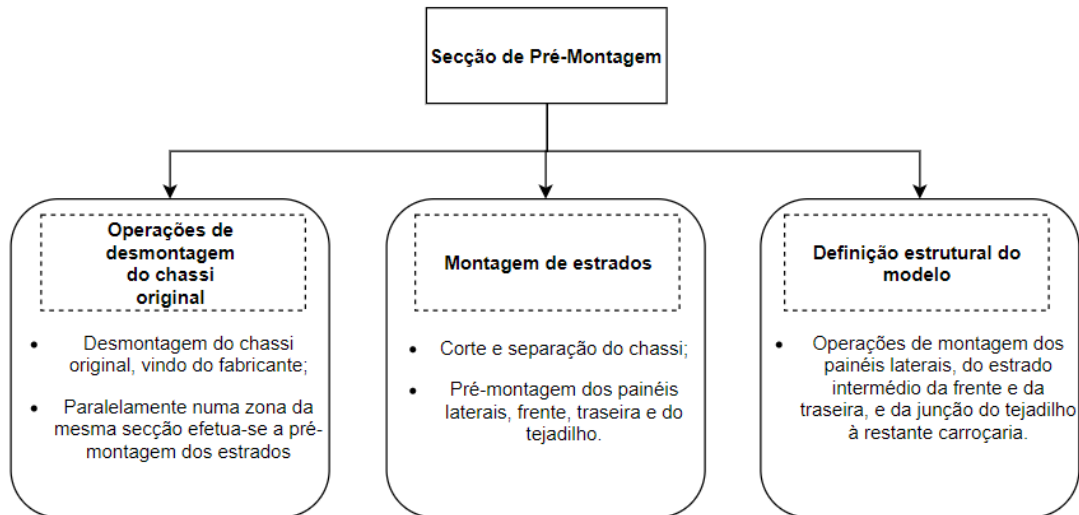 Secção de Pré-Montagem
Operações de
desmontagem
do chassi
original
• Desmontagem do chassi
original, vindo do fabricante;
• Paralelamente numa zona da
mesma secção efetua-se a pré-
montagem dos estrados
Montagem de estrados
• Corte e separação do chassi;
• Pré-montagem dos painéis
laterais, frente, traseira e do
tejadilho.
Definição estrutural do
modelo
• Operações de montagem dos
painéis laterais, do estrado
intermédio da frente e da
traseira, e da junção do tejadilho
à restante carroçaria.